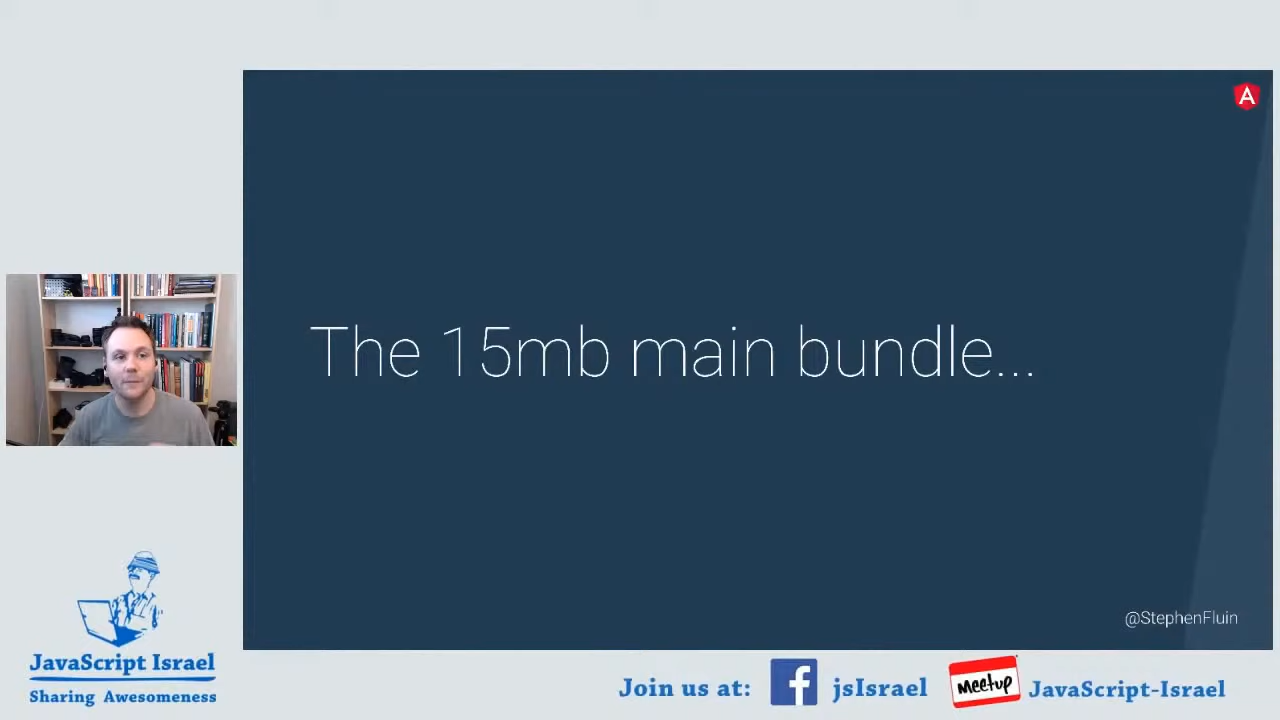 A
The 15mb main bundle...
@StephenFluin
JavaScript Israel
Sharing Awesomeness
Join us at: f jsIsrael Meetup JavaScript-Israel